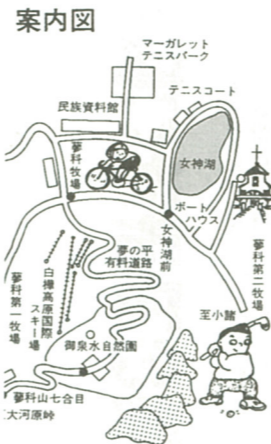 案内図
マーガレット
テニスパーク
テニスコート
民族資料館
蓼科牧場
女神湖
ボート
ハウス
女神湖前
夢の平
有料道路
蓼科第二牧場
至小諸
白樺高原国際
スキー場
蓼科第一牧場
御泉水自然園
蓼科山七合目
大河原峠